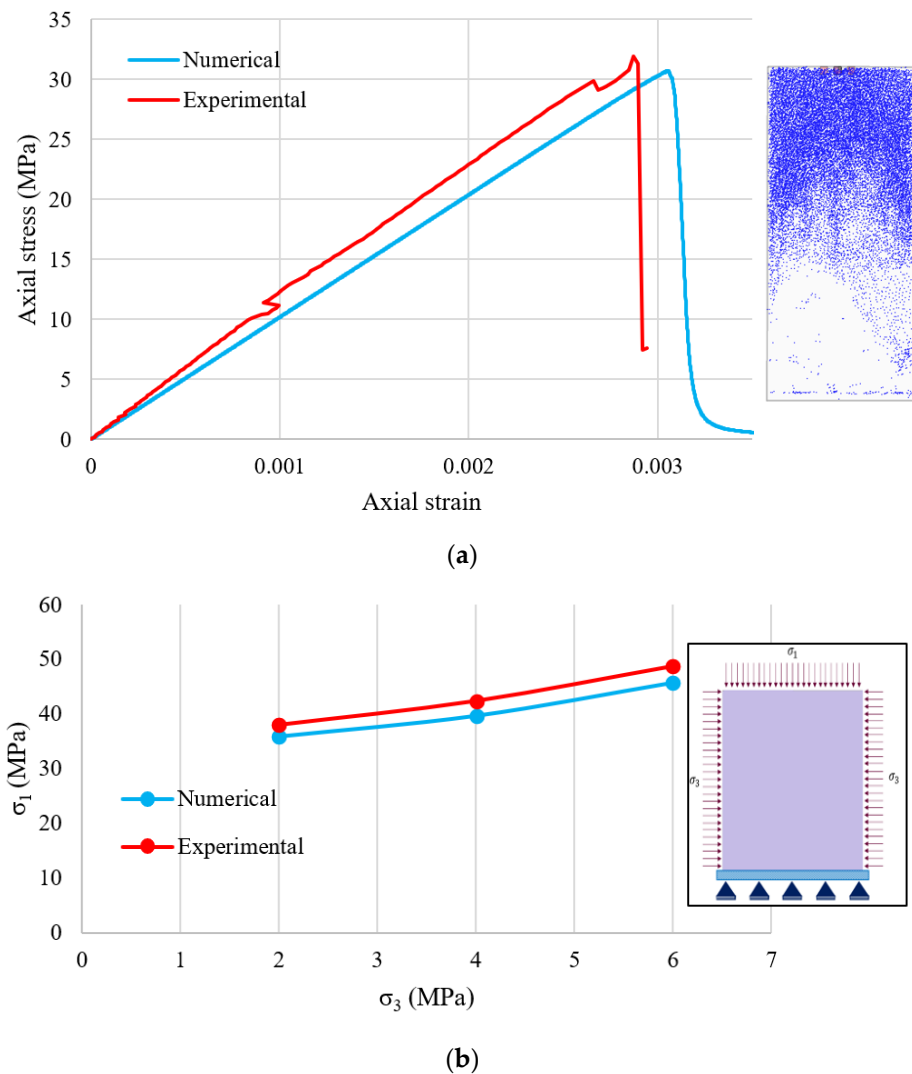 35
30
25
20
15
10
5
0
Axial stress (MPa)
Numerical
Experimental
0 0.001 0.002 0.003
Axial strain
(a)
60
50
40
30
20
10
0
σ1 (MPa)
Numerical
Experimental
σ1
σ3 σ3
0 1 2 3 4 5 6 7
σ3 (MPa)
(b)